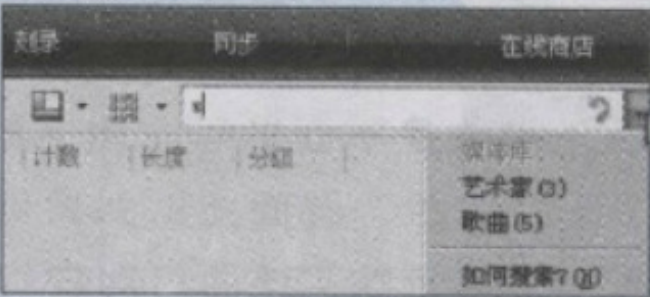 刻录 同步 在线商店
s
计数 长度 分级
媒体库
艺术家(3)
歌曲(5)
如何搜索?(W)